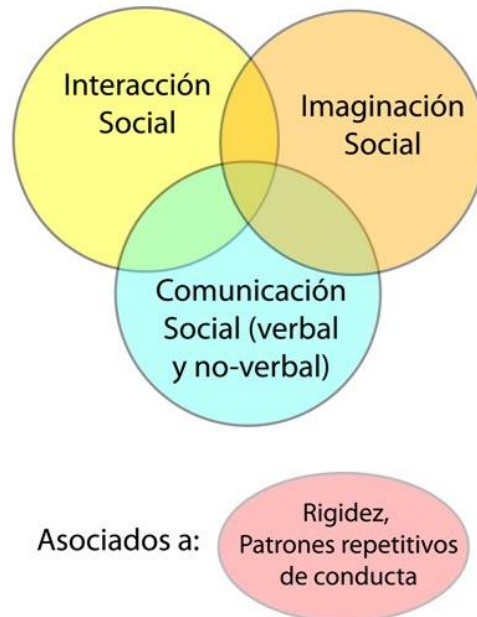 Interacción
Social
Imaginación
Social
Comunicación
Social (verbal
y no-verbal)
Asociados a:
Rigidez,
Patrones repetitivos
de conducta